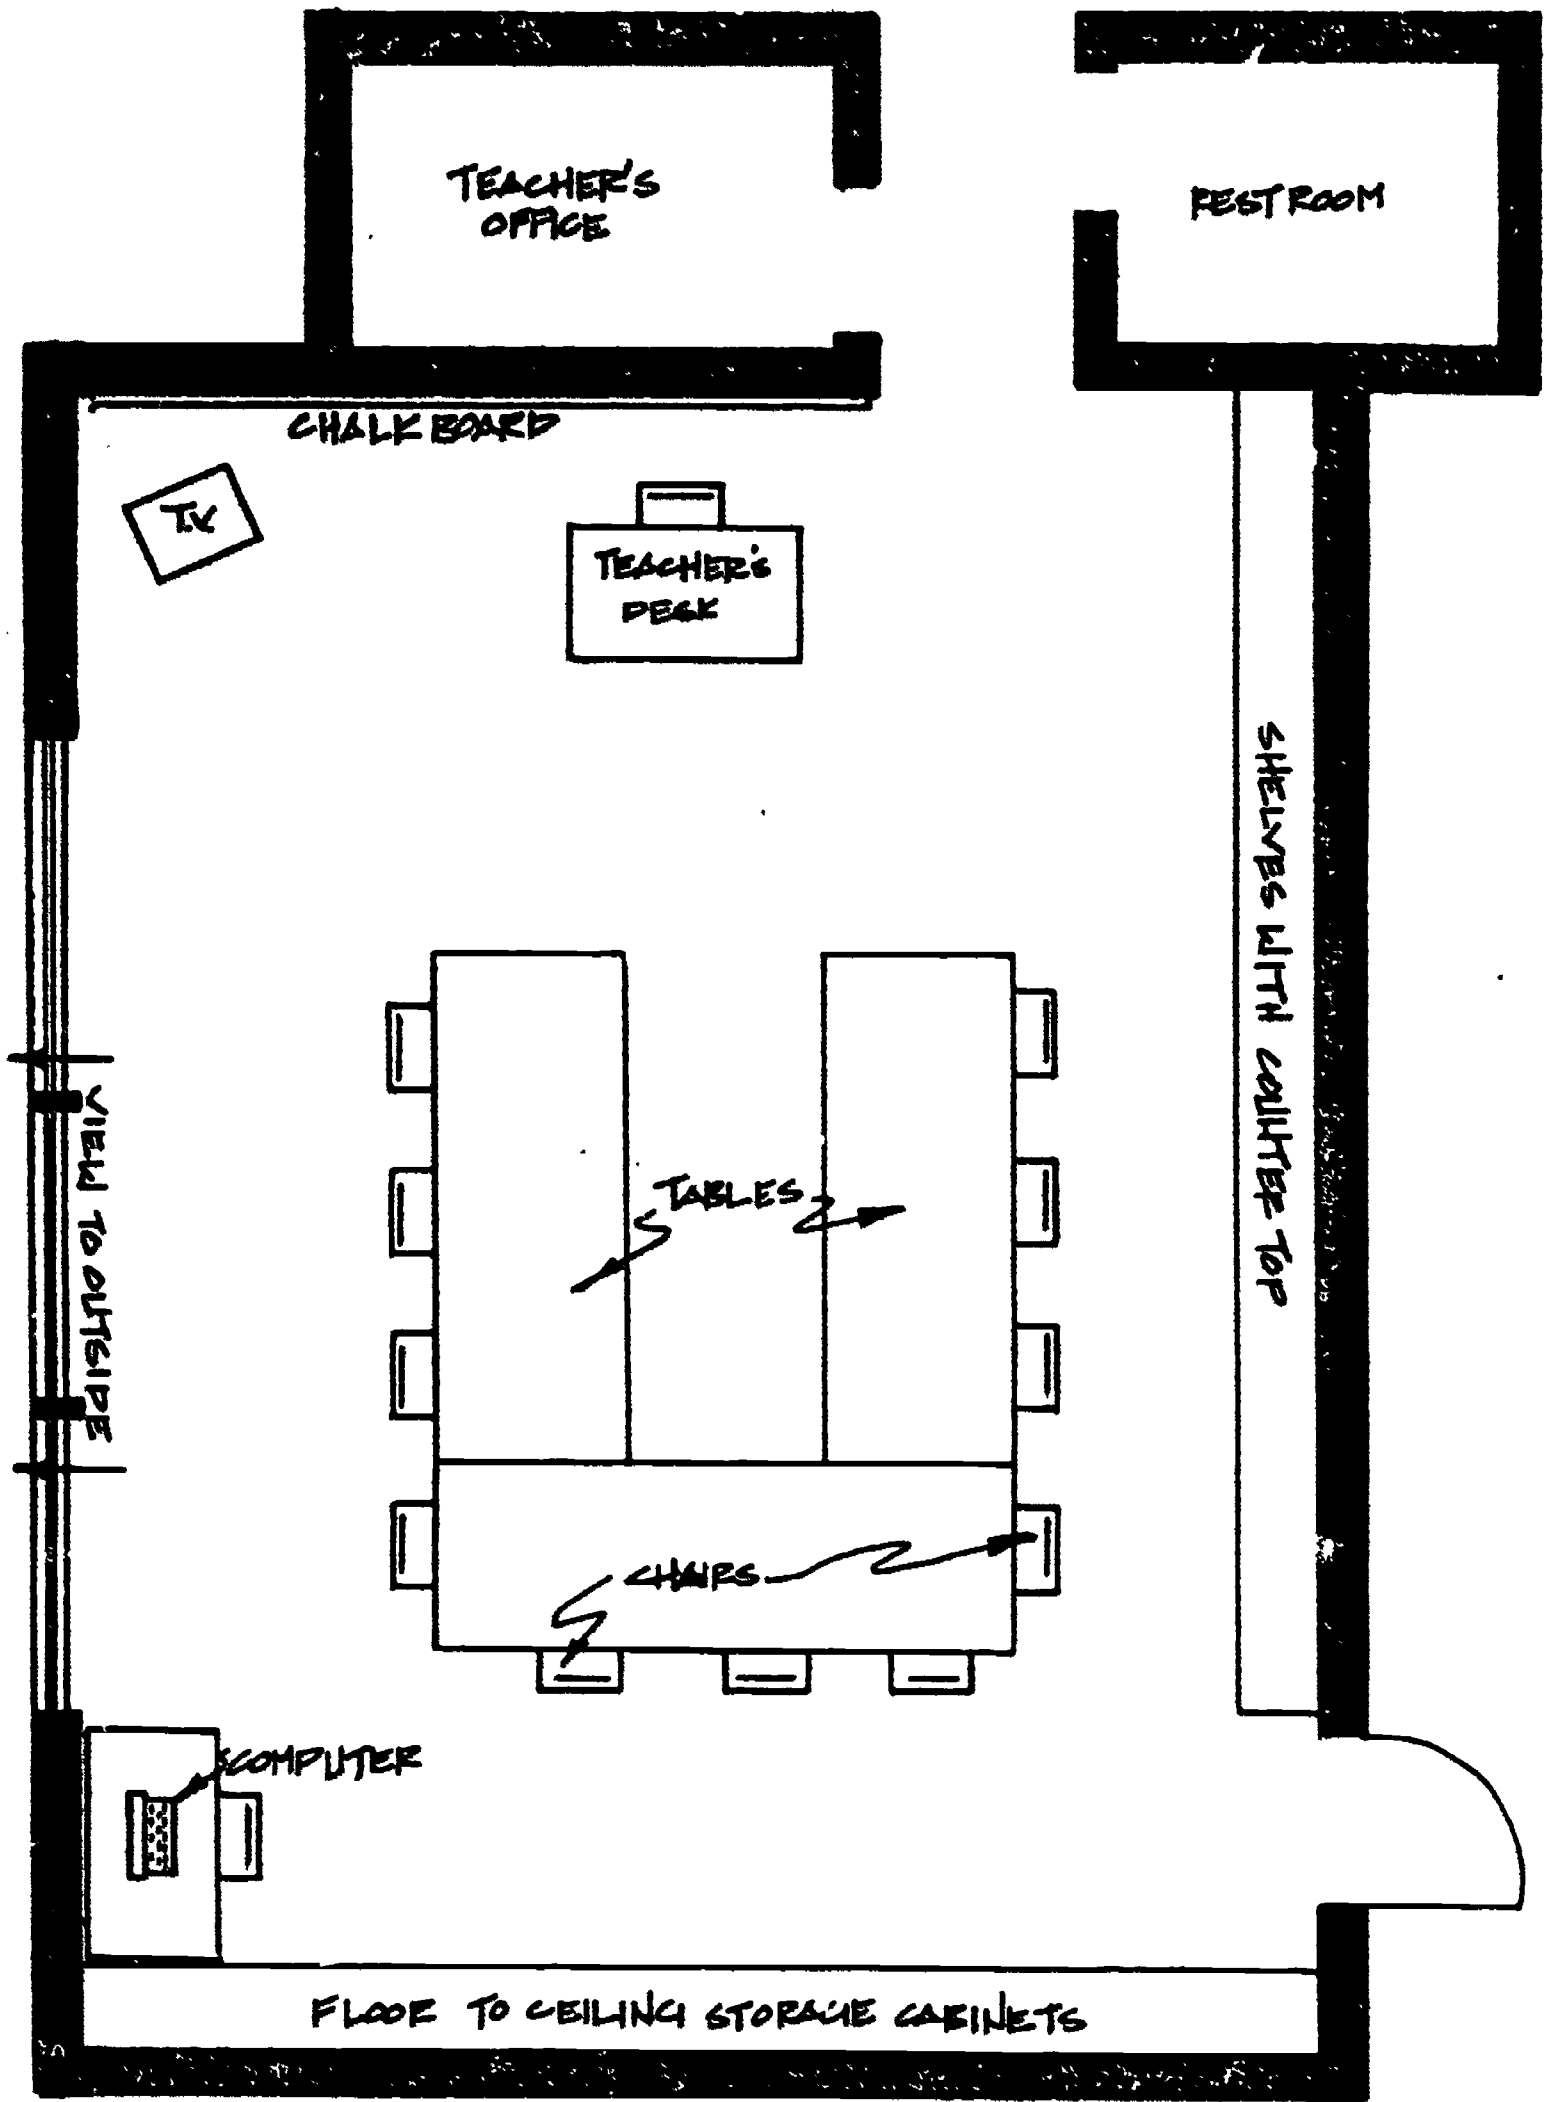 TEACHER'S
OFFICE
REST ROOM
CHALK BOARD
T.V.
TEACHER'S
DESK
SHELVES WITH COUNTER TOP
VIEW TO OUTSIDE
TABLES
CHAIRS
COMPUTER
FLOOR TO CEILING STORAGE CABINETS